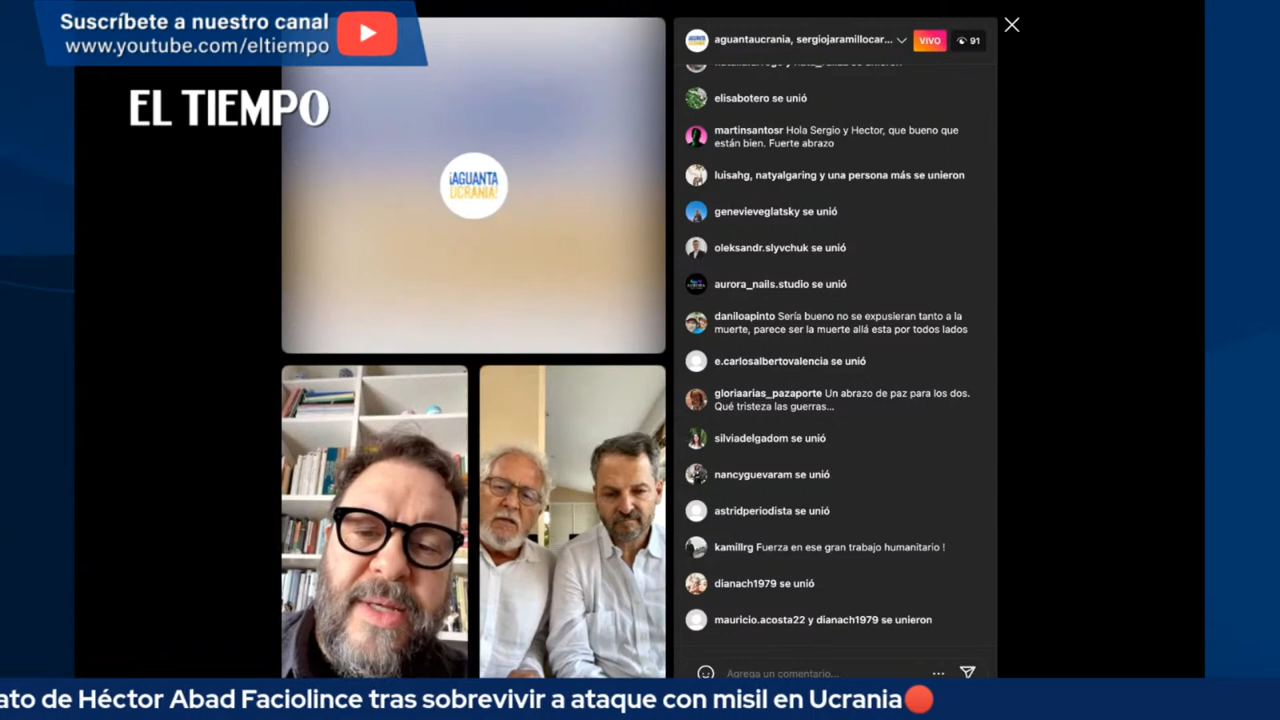 Suscríbete a nuestro canal
www.youtube.com/eltiempo
EL TIEMPO
¡AGUANTA
UCRANIA!
aguantaucrania, sergiojaramillocar...
VIVO
91
se unieron
elisabotero se unió
martinsantosr Hola Sergio y Hector, que bueno que
están bien. Fuerte abrazo
luisahg, natyalgaring y una persona más se unieron
genevieveglatsky se unió
oleksandr.slyvchuk se unió
aurora_nails.studio se unió
daniloapinto Sería bueno no se expusieran tanto a la
muerte, parece ser la muerte allá esta por todos lados
e.carlosalbertovalencia se unió
gloriaarias_pazaporte Un abrazo de paz para los dos.
Qué tristeza las guerras...
silviadelgadom se unió
nancyguevaram se unió
astridperiodista se unió
kamillrg Fuerza en ese gran trabajo humanitario !
dianach1979 se unió
mauricio.acosta22 y dianach1979 se unieron
Agrega un comentario...
ato de Héctor Abad Faciolince tras sobrevivir a ataque con misil en Ucrania